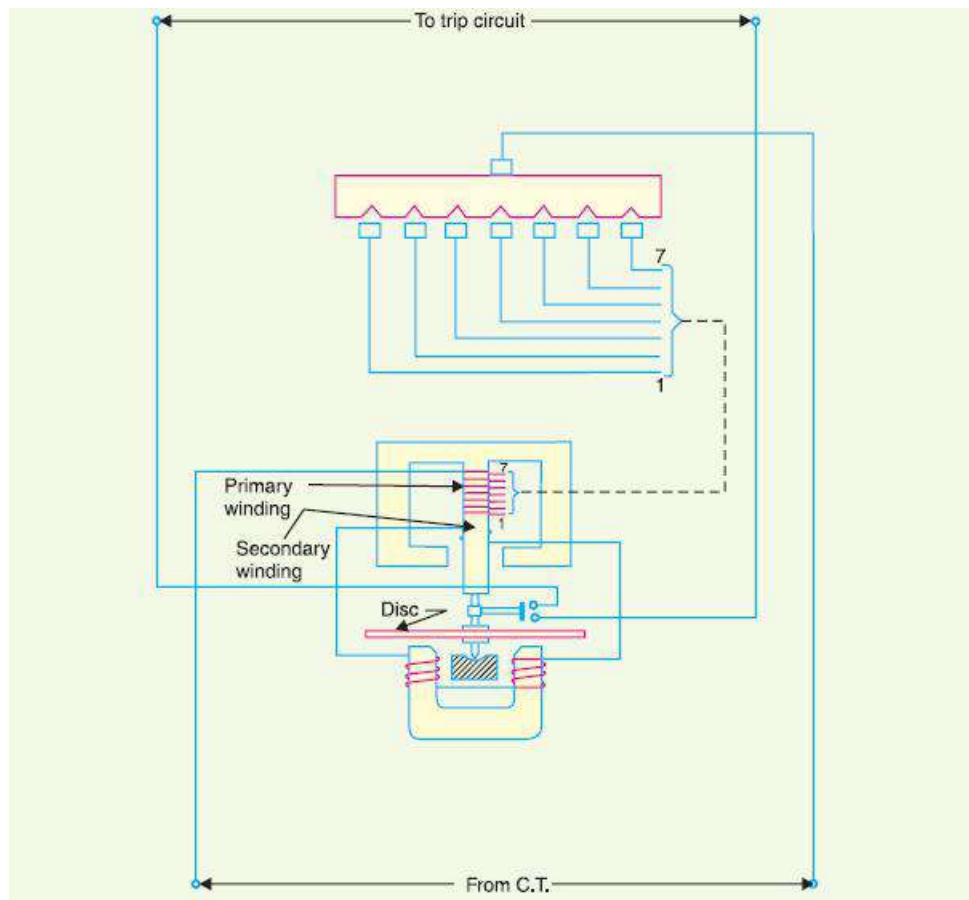 To trip circuit
7
1
7
Primary
winding
1
Secondary
winding
Disc
From C.T.